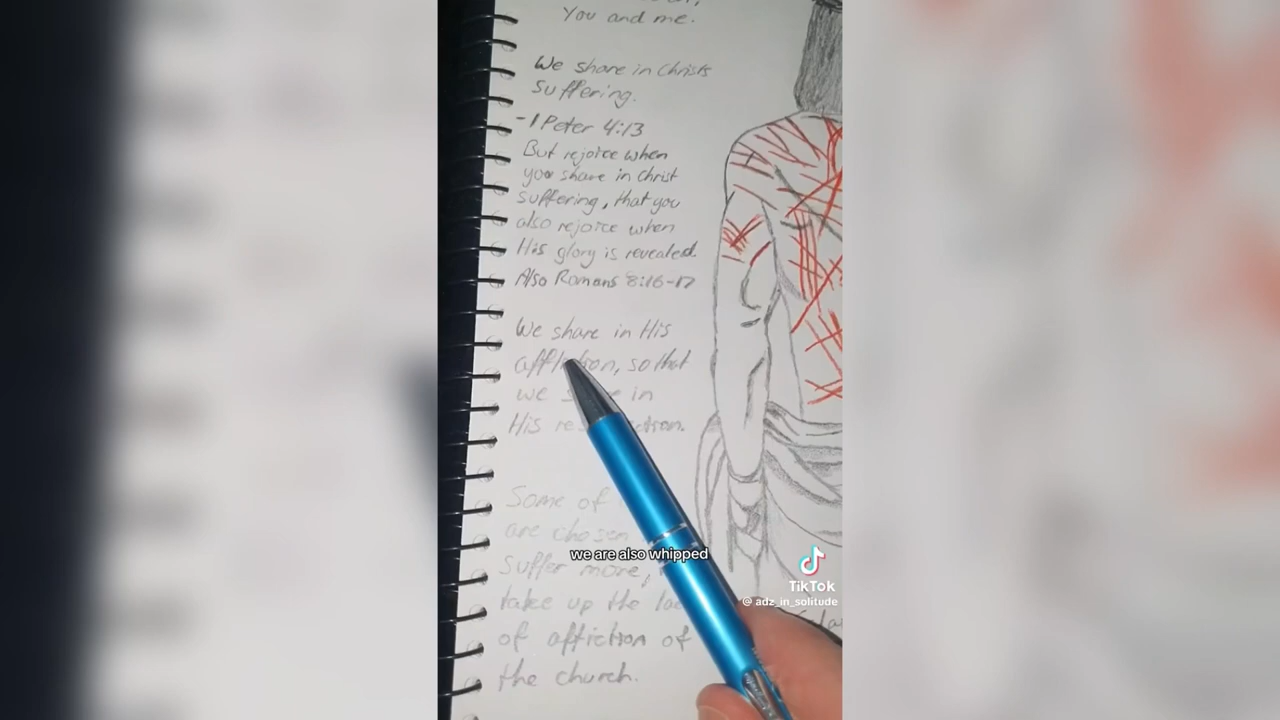 You and me.
We share in Christs
suffering.
-1 Peter 4:13
But rejoice when
you share in Christ
suffering, that you
also rejoice when
His glory is revealed.
Also Romans 8:16-17
We share in His
affliction, so that
we in
His
Some of
are chosen
suffer more,
take up the
of affliction of
the church.
we are also whipped
TikTok
@ adz_in_solitude